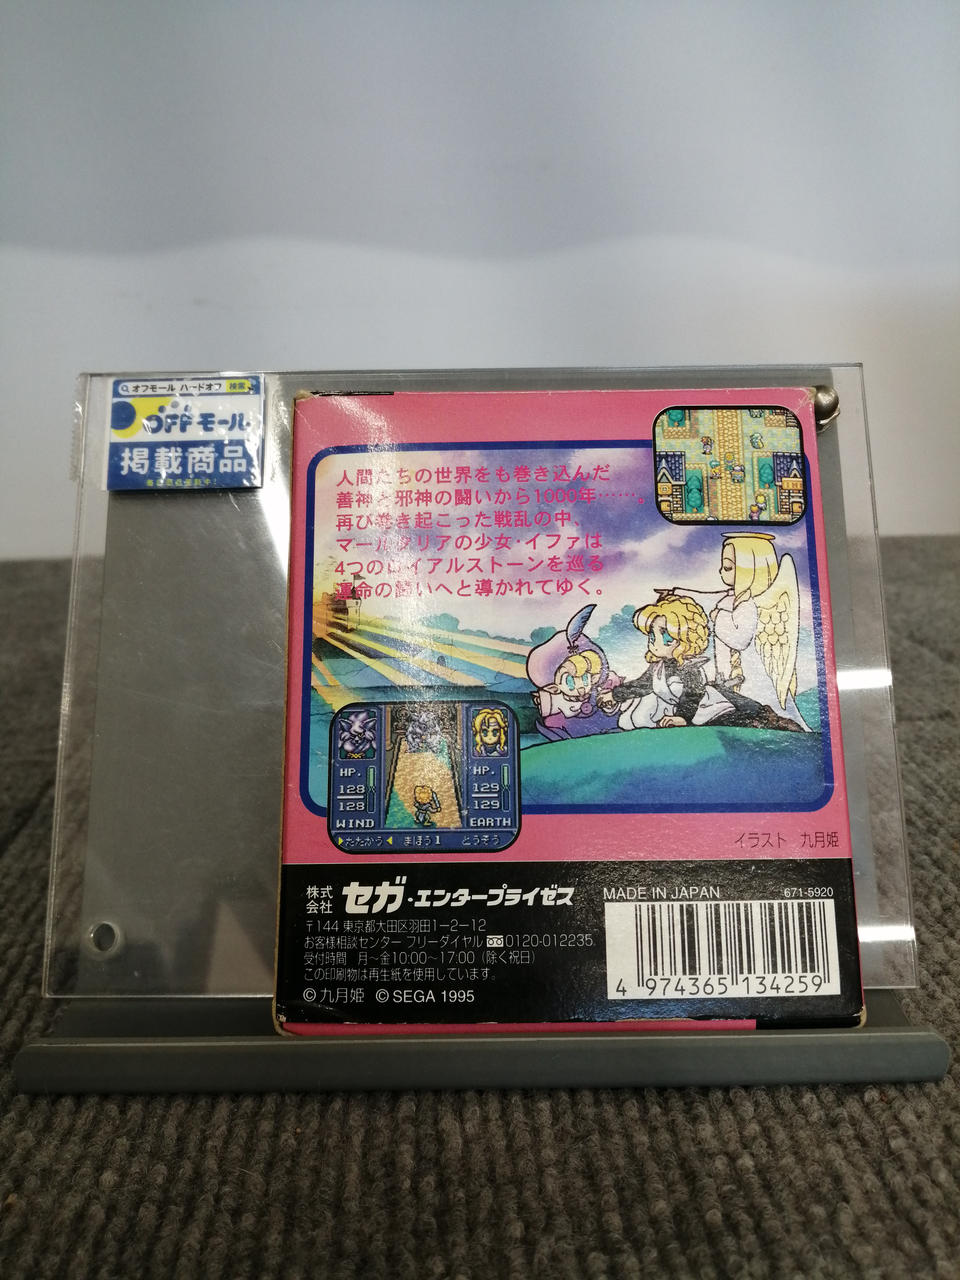 オフモール ハードオフ 検索
OFFモール
掲載商品
人間たちの世界をも巻き込んだ
善神と邪神の闘いから1000年……。
再び巻き起こった戦乱の中、
マールクリアの少女・イファは
4つのロイアルストーンを巡る
運命の闘いへと導かれてゆく。
INN
HP.
128
128
WIND
HP.
129
129
EARTH
▶たたかう◀ まほう1 とうそう
イラスト 九月姫
株式会社 セガ・エンタープライゼス
〒144 東京都大田区羽田1-2-12
お客様相談センター フリーダイヤル 0120-012235
受付時間 月〜金10:00〜17:00（除く祝日）
この印刷物は再生紙を使用しています。
©九月姫 ©SEGA 1995
MADE IN JAPAN 671-5920
4 974365 134259